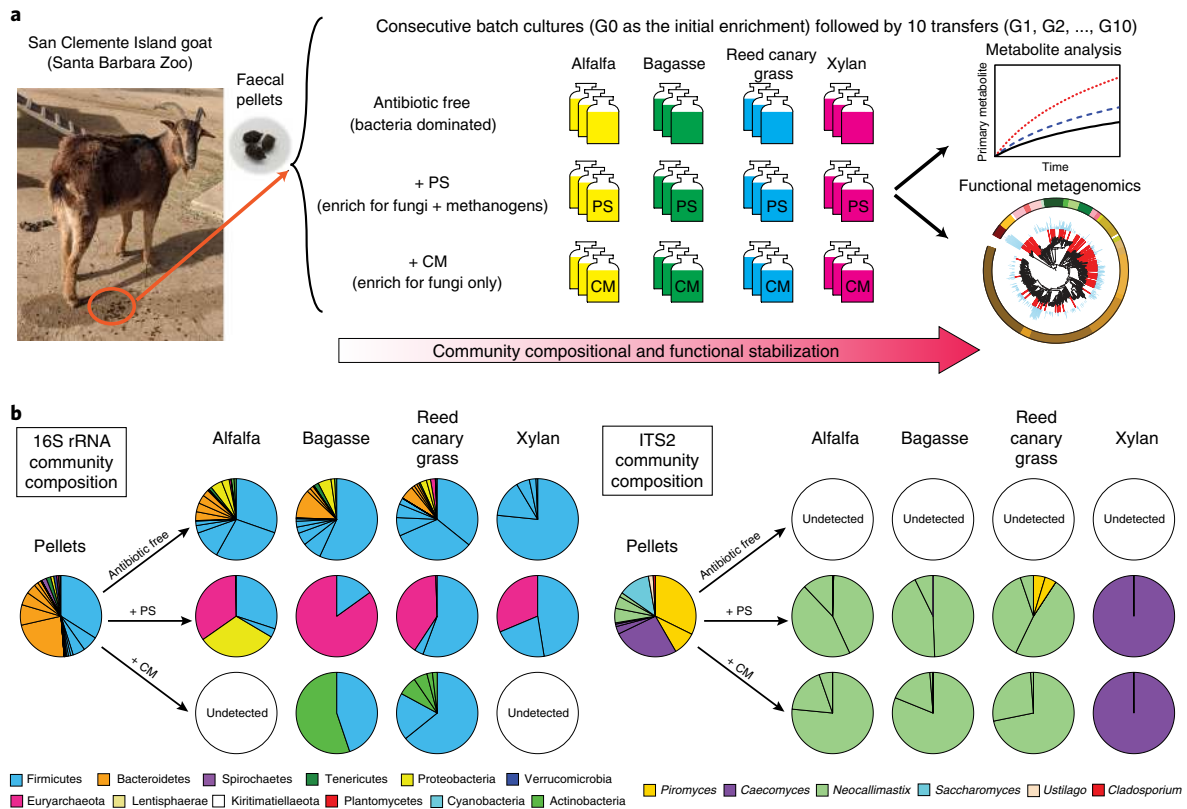 a
Consecutive batch cultures (G0 as the initial enrichment) followed by 10 transfers (G1, G2, ..., G10)
San Clemente Island goat
(Santa Barbara Zoo)
Faecal
pellets
Alfalfa
Bagasse
Reed canary
grass
Xylan
Antibiotic free
(bacteria dominated)
+ PS
(enrich for fungi + methanogens)
PS
PS
PS
PS
+ CM
(enrich for fungi only)
CM
CM
CM
CM
Metabolite analysis
Primary metabolite
Time
Functional metagenomics
Community compositional and functional stabilization
b
16S rRNA
community
composition
Alfalfa
Bagasse
Reed
canary
grass
Xylan
Pellets
Antibiotic free
+ PS
+ CM
Undetected
Undetected
ITS2
community
composition
Alfalfa
Bagasse
Reed
canary
grass
Xylan
Undetected
Undetected
Undetected
Undetected
Pellets
Antibiotic free
+ PS
+ CM
Firmicutes
Bacteroidetes
Spirochaetes
Tenericutes
Proteobacteria
Verrucomicrobia
Euryarchaeota
Lentisphaerae
Kiritimatiellaeota
Plantomycetes
Cyanobacteria
Actinobacteria
Piromyces
Caecomyces
Neocallimastix
Saccharomyces
Ustilago
Cladosporium